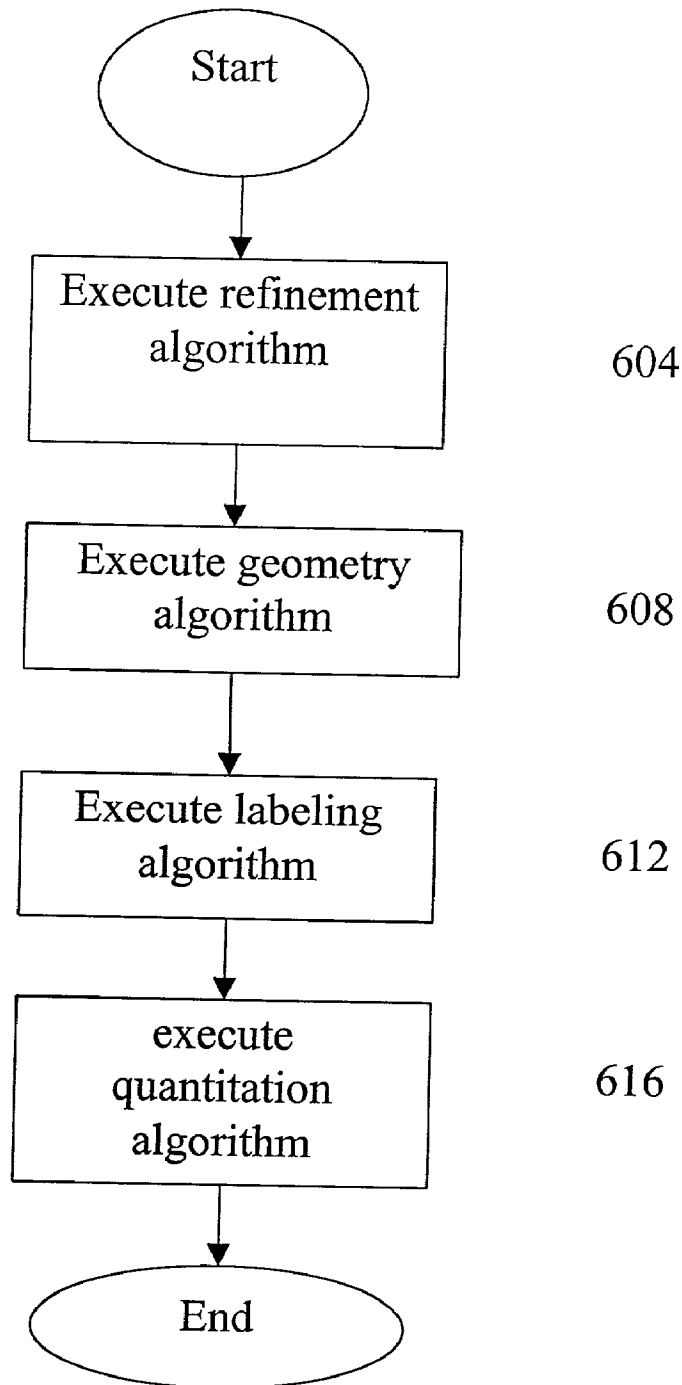 Start
Execute refinement
algorithm
604
Execute geometry
algorithm
608
Execute labeling
algorithm
612
execute
quantitation
algorithm
616
End